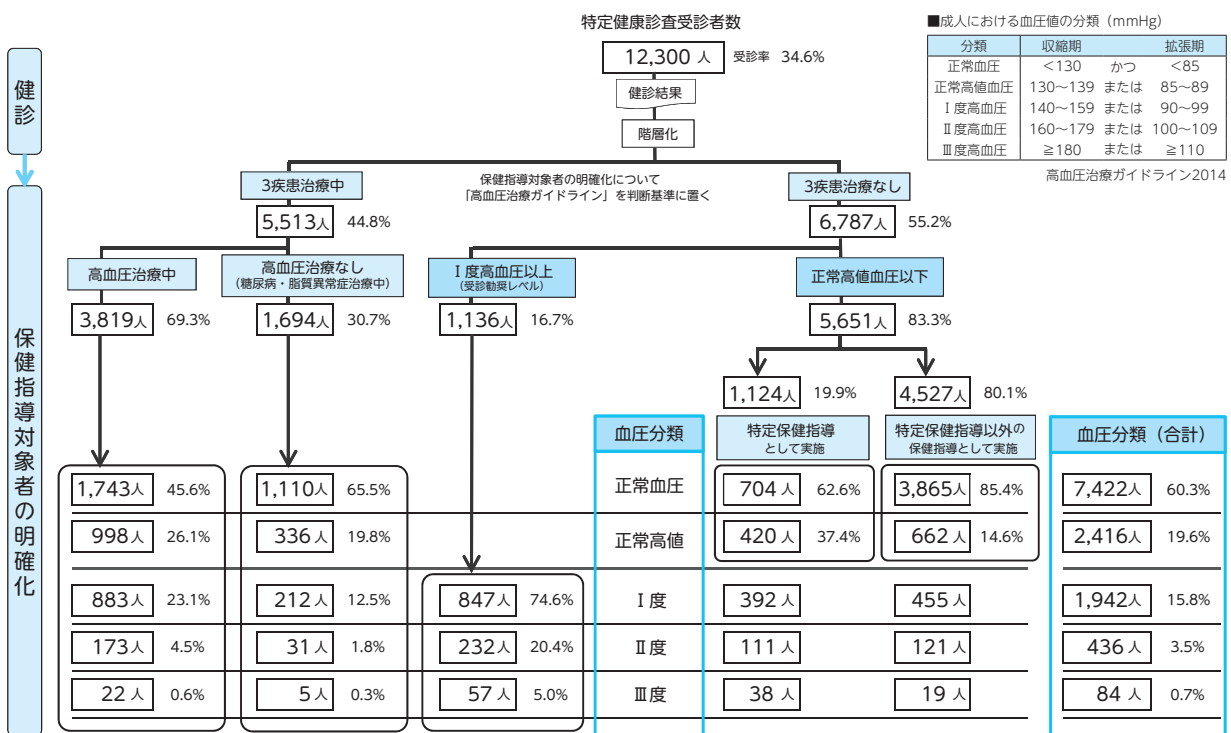 特定健康診査受診者数
12,300 人 受診率 34.6%
健診結果
階層化
■成人における血圧値の分類（mmHg）
分類 収縮期 拡張期
正常血圧 <130 かつ <85
正常高値血圧 130〜139 または 85〜89
Ⅰ度高血圧 140〜159 または 90〜99
Ⅱ度高血圧 160〜179 または 100〜109
Ⅲ度高血圧 ≧180 または ≧110
高血圧治療ガイドライン2014
健診
保健指導対象者の明確化
3疾患治療中
5,513人 44.8%
保健指導対象者の明確化について
「高血圧治療ガイドライン」を判断基準に置く
3疾患治療なし
6,787人 55.2%
高血圧治療中
3,819人 69.3%
高血圧治療なし
（糖尿病・脂質異常症治療中）
1,694人 30.7%
Ⅰ度高血圧以上
（受診勧奨レベル）
1,136人 16.7%
正常高値血圧以下
5,651人 83.3%
1,124人 19.9%
4,527人 80.1%
血圧分類
特定保健指導
として実施
特定保健指導以外の
保健指導として実施
血圧分類（合計）
1,743人 45.6% 1,110人 65.5% 正常血圧 704人 62.6% 3,865人 85.4% 7,422人 60.3%
998人 26.1% 336人 19.8% 正常高値 420人 37.4% 662人 14.6% 2,416人 19.6%
883人 23.1% 212人 12.5% 847人 74.6% Ⅰ度 392人 455人 1,942人 15.8%
173人 4.5% 31人 1.8% 232人 20.4% Ⅱ度 111人 121人 436人 3.5%
22人 0.6% 5人 0.3% 57人 5.0% Ⅲ度 38人 19人 84人 0.7%